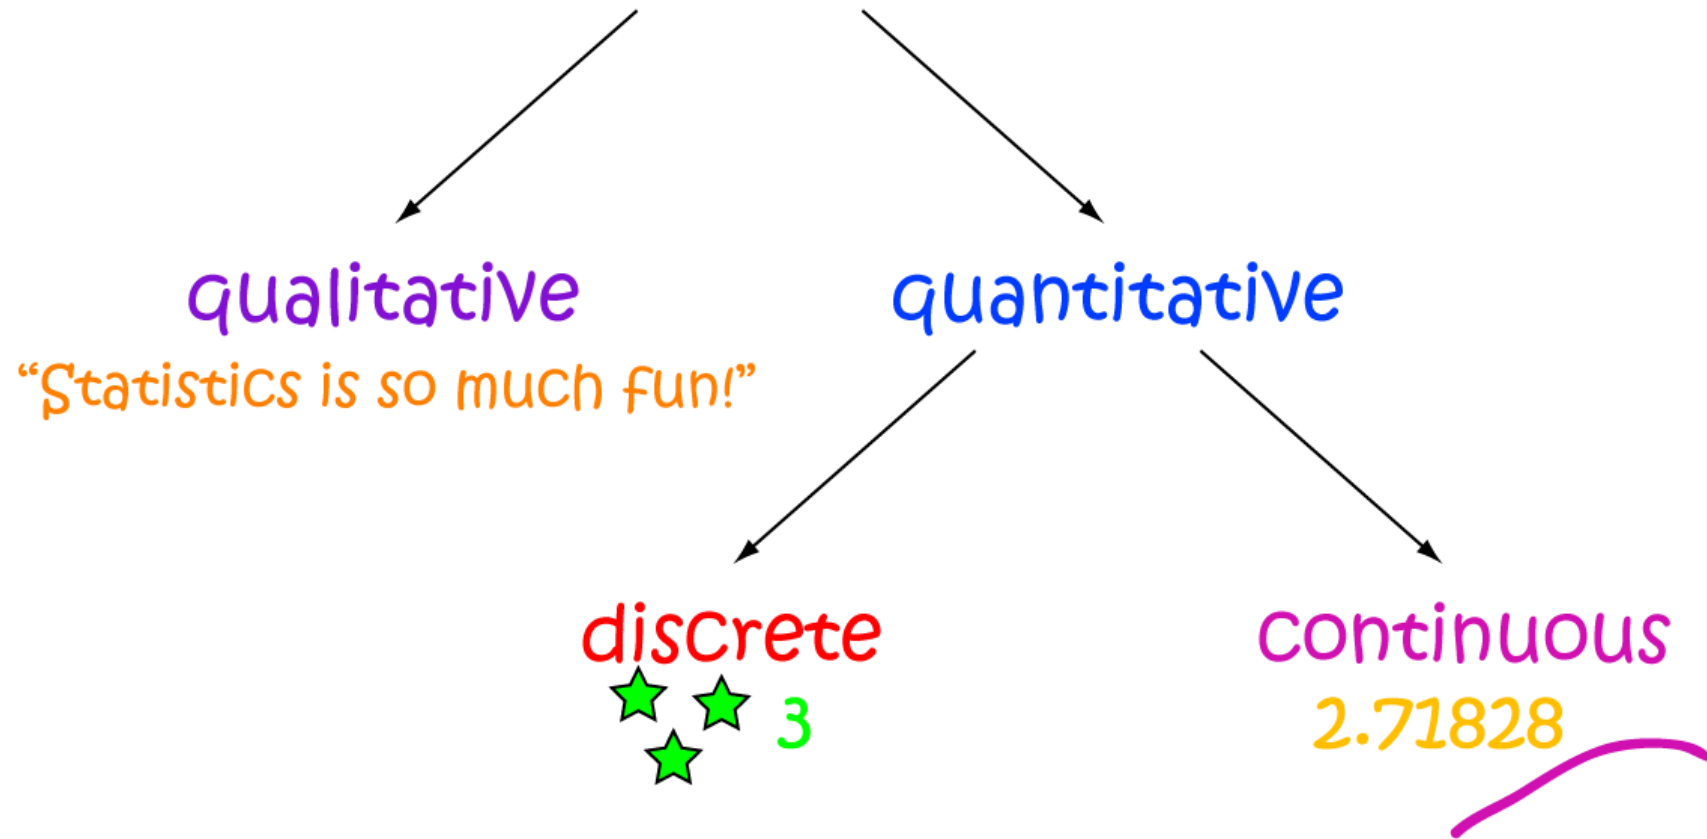 qualitative
quantitative
“Statistics is so much fun!”
discrete
continuous
3
2.71828